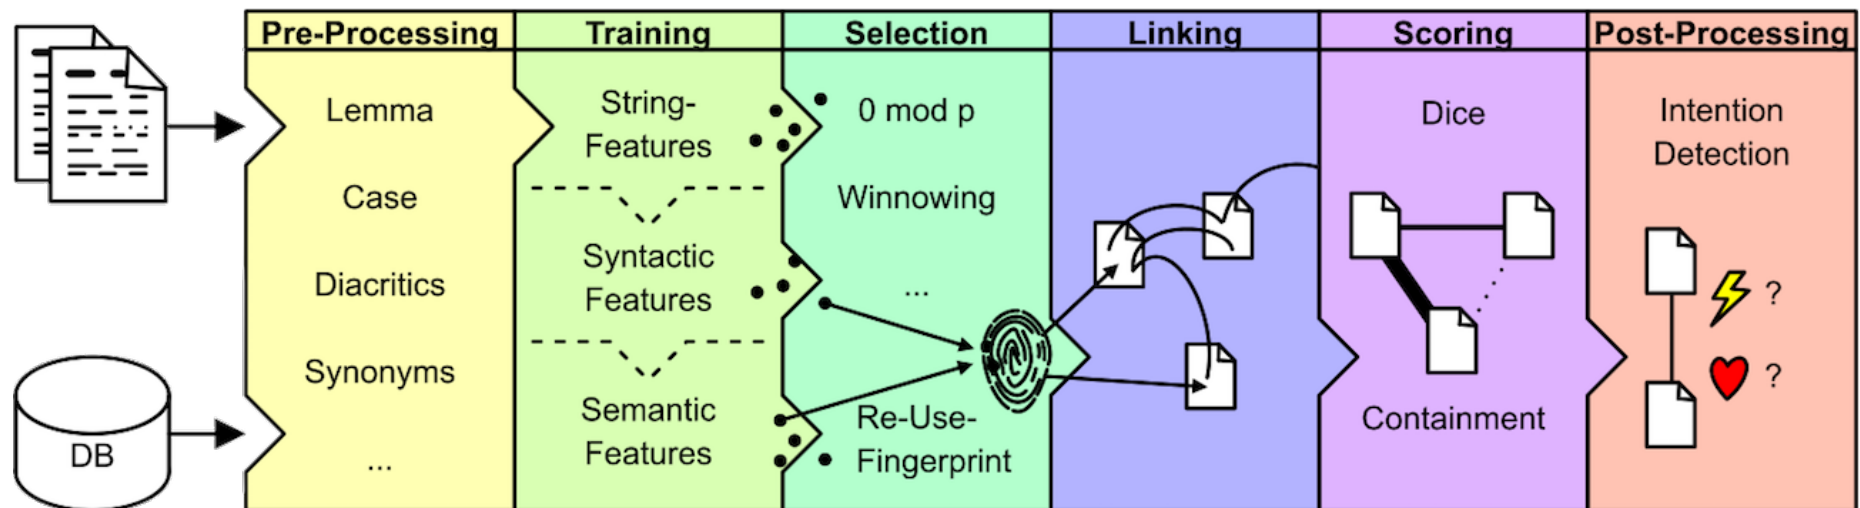 Pre-Processing
Training
Selection
Linking
Scoring
Post-Processing
DB
Lemma
Case
Diacritics
Synonyms
...
String-
Features
Syntactic
Features
Semantic
Features
0 mod p
Winnowing
...
Re-Use-
Fingerprint
Dice
Containment
Intention
Detection
?
?